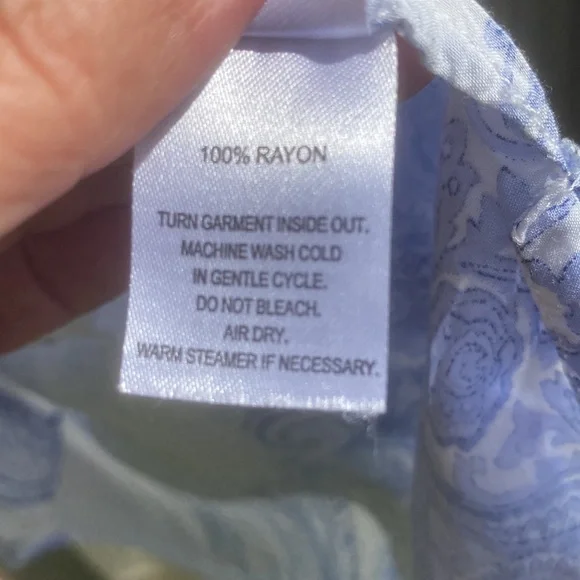 100% RAYON
TURN GARMENT INSIDE OUT.
MACHINE WASH COLD
IN GENTLE CYCLE.
DO NOT BLEACH.
AIR DRY.
WARM STEAMER IF NECESSARY.